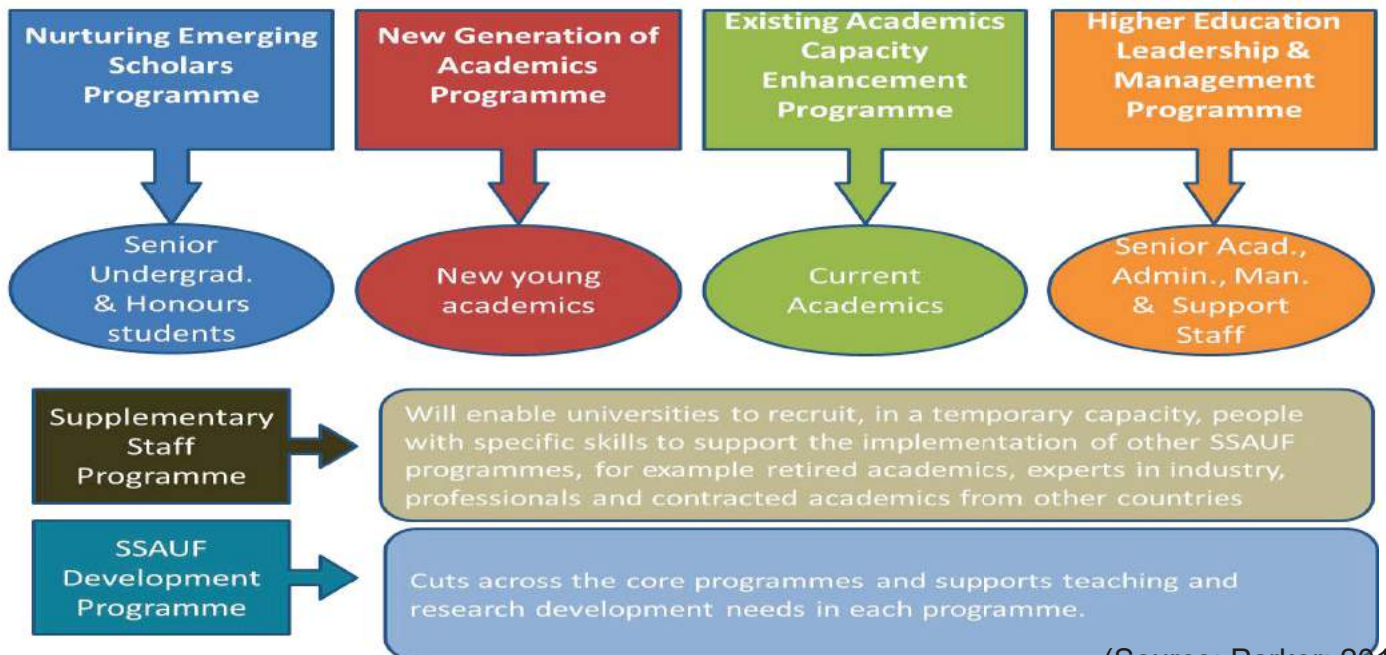 Nurturing Emerging
Scholars
Programme
New Generation of
Academics
Programme
Existing Academics
Capacity
Enhancement
Programme
Higher Education
Leadership &
Management
Programme
Senior
Undergrad.
& Honours
students
New young
academics
Current
Academics
Senior Acad.,
Admin., Man.
& Support
Staff
Supplementary
Staff
Programme
Will enable universities to recruit, in a temporary capacity, people
with specific skills to support the implementation of other SSAUF
programmes, for example retired academics, experts in industry,
professionals and contracted academics from other countries
SSAUF
Development
Programme
Cuts across the core programmes and supports teaching and
research development needs in each programme.
(Source: